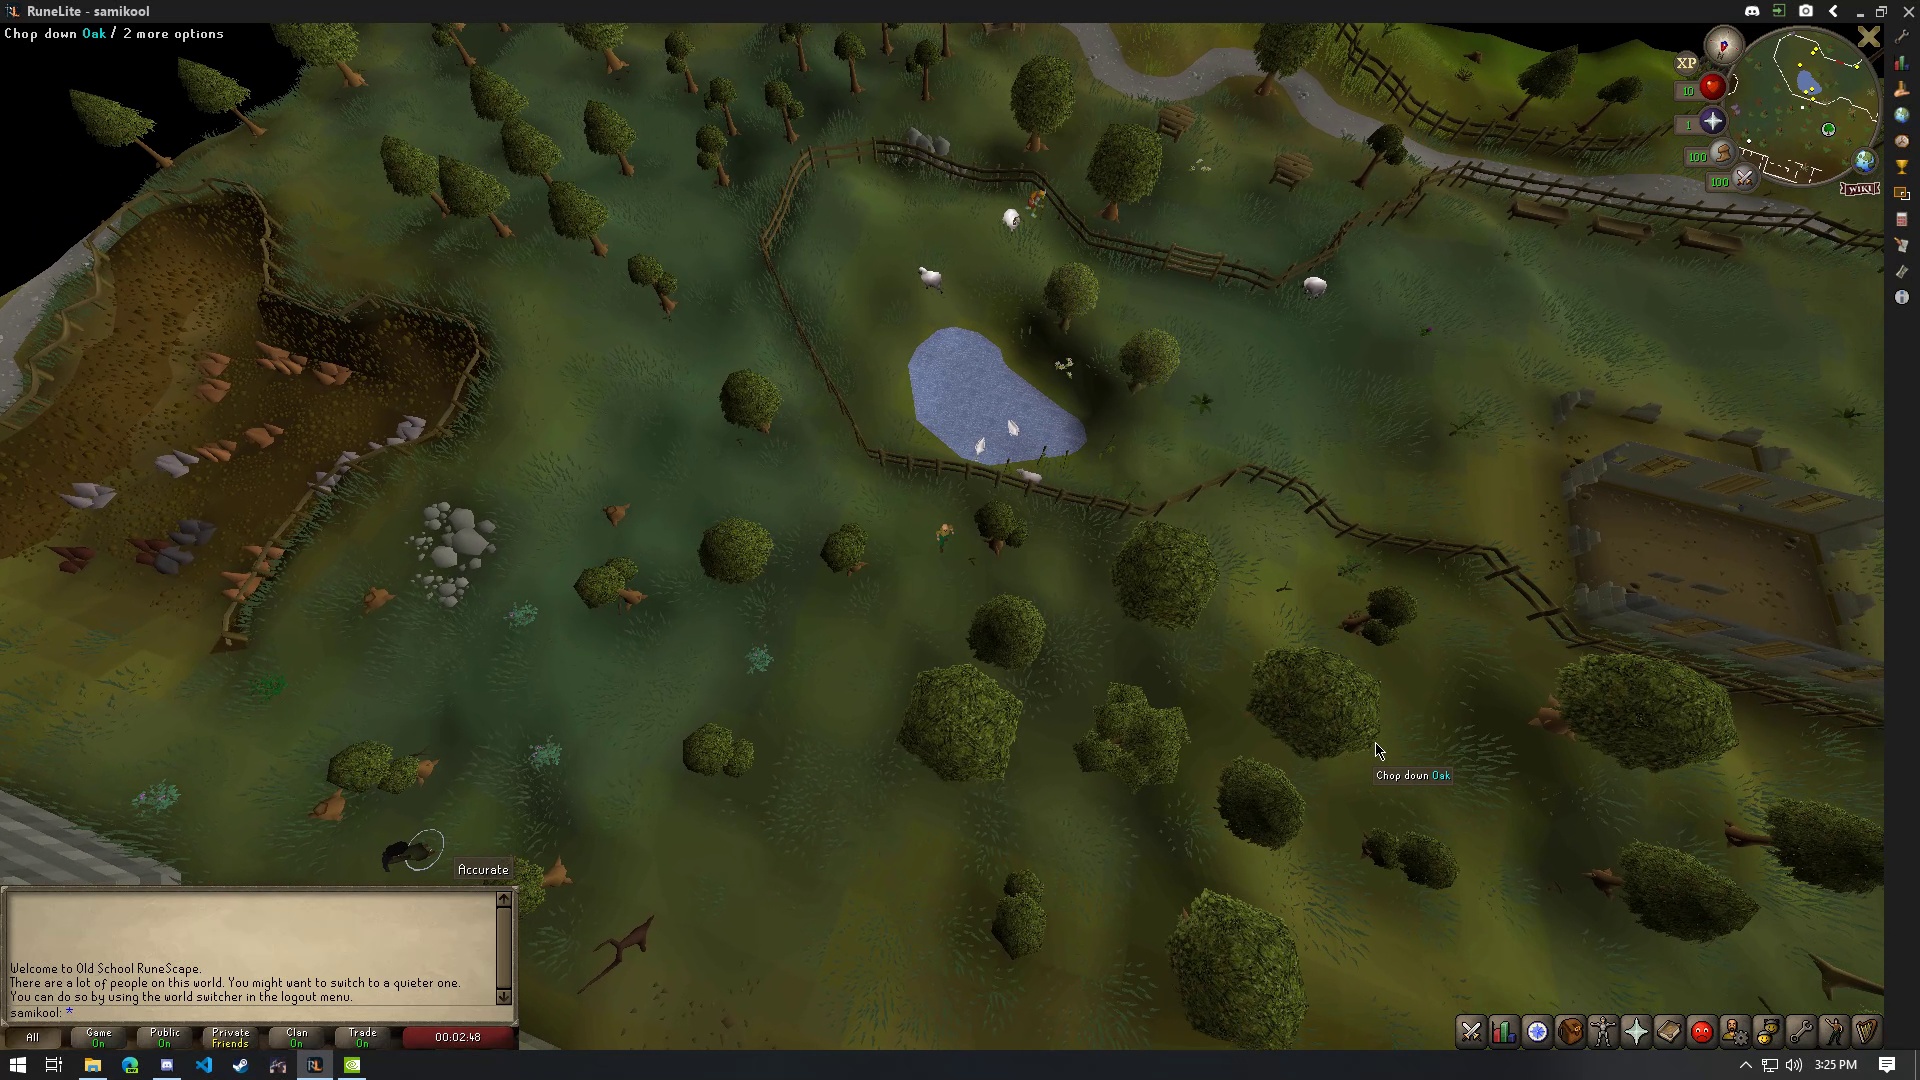 RuneLite - samikool
Chop down Oak / 2 more options
XP
10
1
100
100
WIKI
Chop down Oak
Accurate
Welcome to Old School RuneScape.
There are a lot of people on this world. You might want to switch to a quieter one.
You can do so by using the world switcher in the logout menu.
samikool: *
All
Game
On
Public
On
Private
Friends
Clan
On
Trade
On
00:02:48
3:25 PM